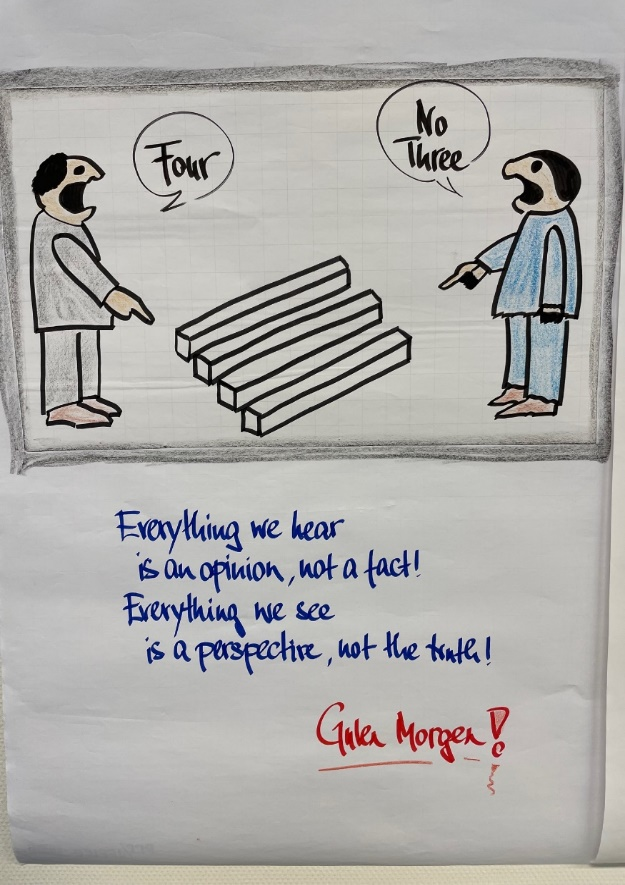 Four
No
Three
Everything we hear
is an opinion, not a fact!
Everything we see
is a perspective, not the truth!
Guten Morgen!